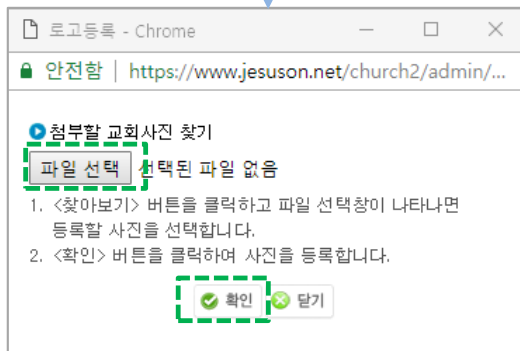 로고등록 - Chrome
안전함 | https://www.jesuson.net/church2/admin/...
첨부할 교회사진 찾기
파일 선택 선택된 파일 없음
1. <찾아보기> 버튼을 클릭하고 파일 선택창이 나타나면
등록할 사진을 선택합니다.
2. <확인> 버튼을 클릭하여 사진을 등록합니다.
확인 닫기